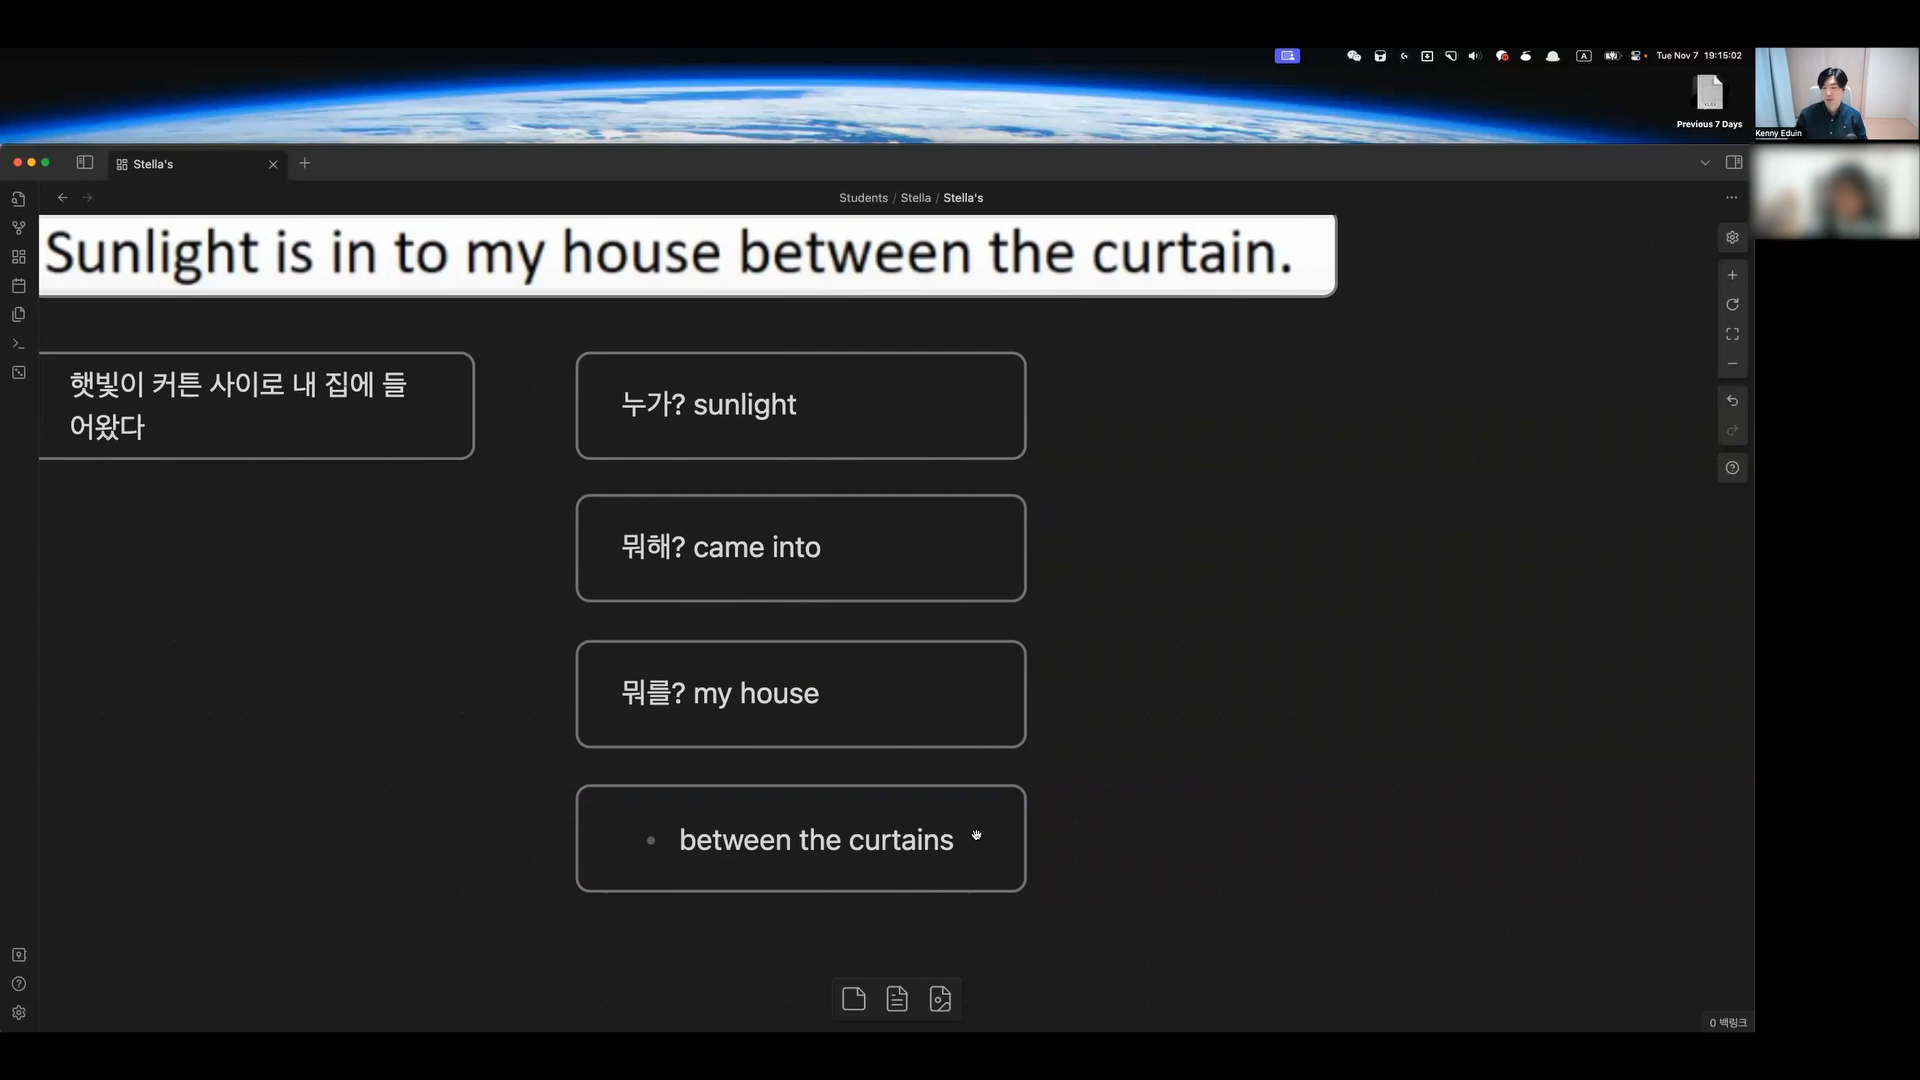 Tue Nov 7 19:15:02
Previous 7 Days
Kenny Eduin
Stella's
Students / Stella / Stella's
Sunlight is in to my house between the curtain.
햇빛이 커튼 사이로 내 집에 들
어왔다
누가? sunlight
뭐해? came into
뭐를? my house
• between the curtains
0 백링크